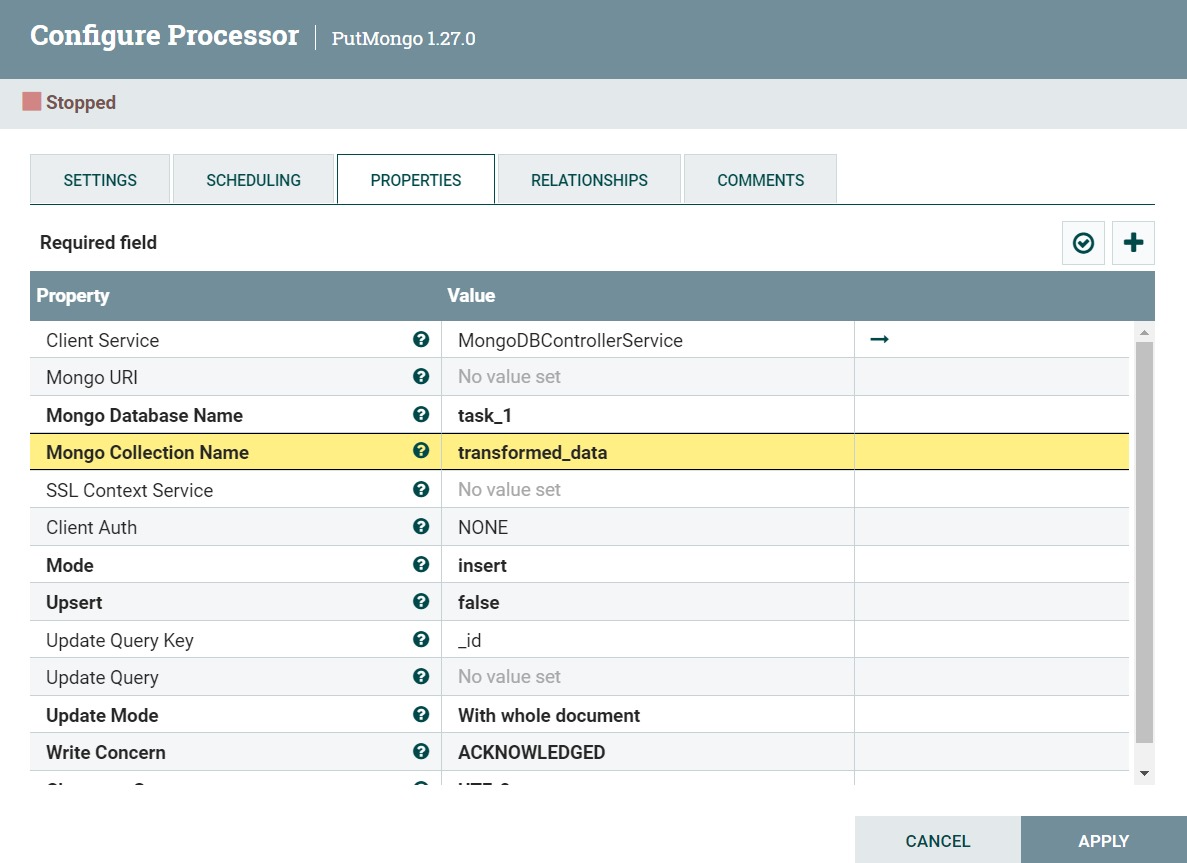 Configure Processor | PutMongo 1.27.0
Stopped
SETTINGS SCHEDULING PROPERTIES RELATIONSHIPS COMMENTS
Required field
Property Value
Client Service MongoDBControllerService
Mongo URI No value set
Mongo Database Name task_1
Mongo Collection Name transformed_data
SSL Context Service No value set
Client Auth NONE
Mode insert
Upsert false
Update Query Key _id
Update Query No value set
Update Mode With whole document
Write Concern ACKNOWLEDGED
CANCEL APPLY